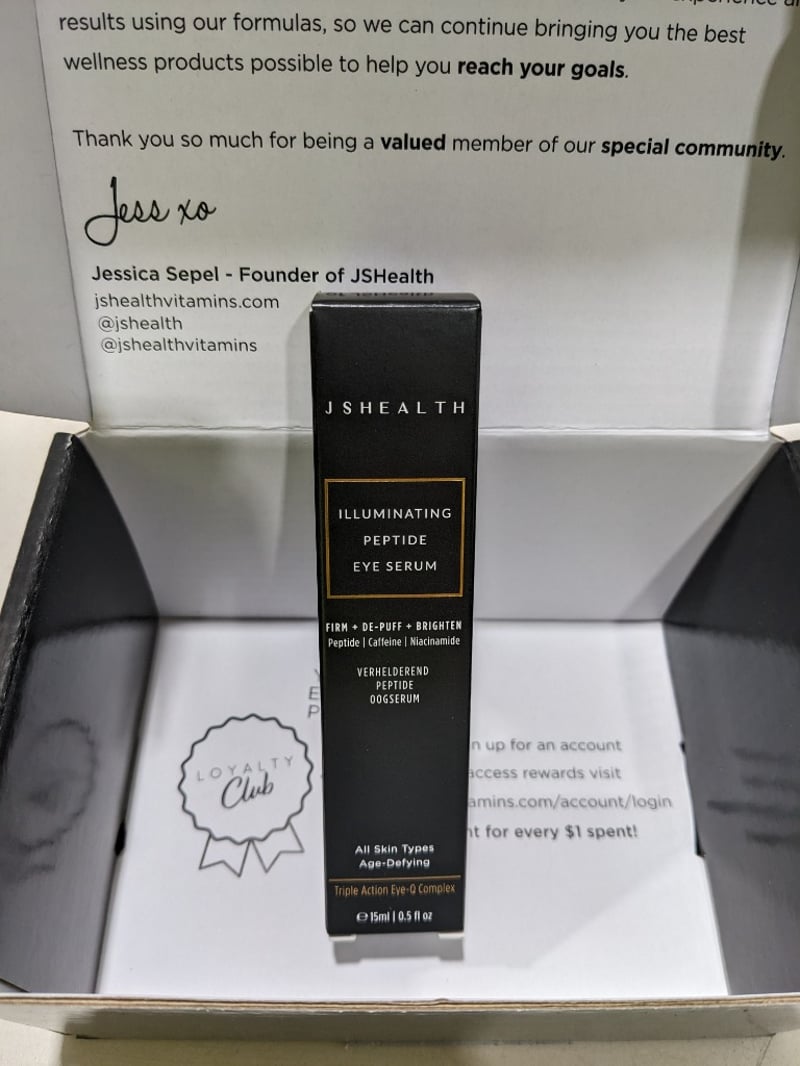 results using our formulas, so we can continue bringing you the best
wellness products possible to help you reach your goals.
Thank you so much for being a valued member of our special community.
Jess xo
Jessica Sepel - Founder of JSHealth
jshealthvitamins.com
@jshealth
@jshealthvitamins
JSHEALTH
ILLUMINATING
PEPTIDE
EYE SERUM
FIRM + DE-PUFF + BRIGHTEN
Peptide | Caffeine | Niacinamide
VERHELDEREND
PEPTIDE
OOGSERUM
All Skin Types
Age-Defying
Triple Action Eye-Q Complex
℮ 15ml | 0.5 fl oz
LOYALTY
Club
up for an account
access rewards visit
amins.com/account/login
for every $1 spent!